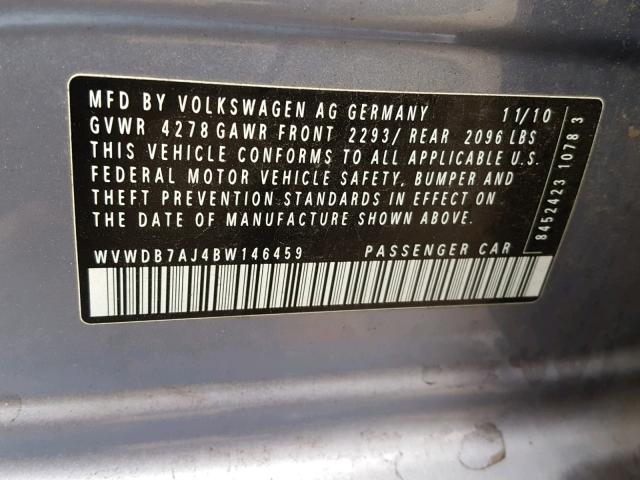 MFD BY VOLKSWAGEN AG GERMANY 11/10
GVWR 4278 GAWR FRONT 2293/ REAR 2096 LBS
THIS VEHICLE CONFORMS TO ALL APPLICABLE U.S.
FEDERAL MOTOR VEHICLE SAFETY, BUMPER AND
THEFT PREVENTION STANDARDS IN EFFECT ON
THE DATE OF MANUFACTURE SHOWN ABOVE.
WVWDB7AJ4BW146459 PASSENGER CAR
8452423 1078 3